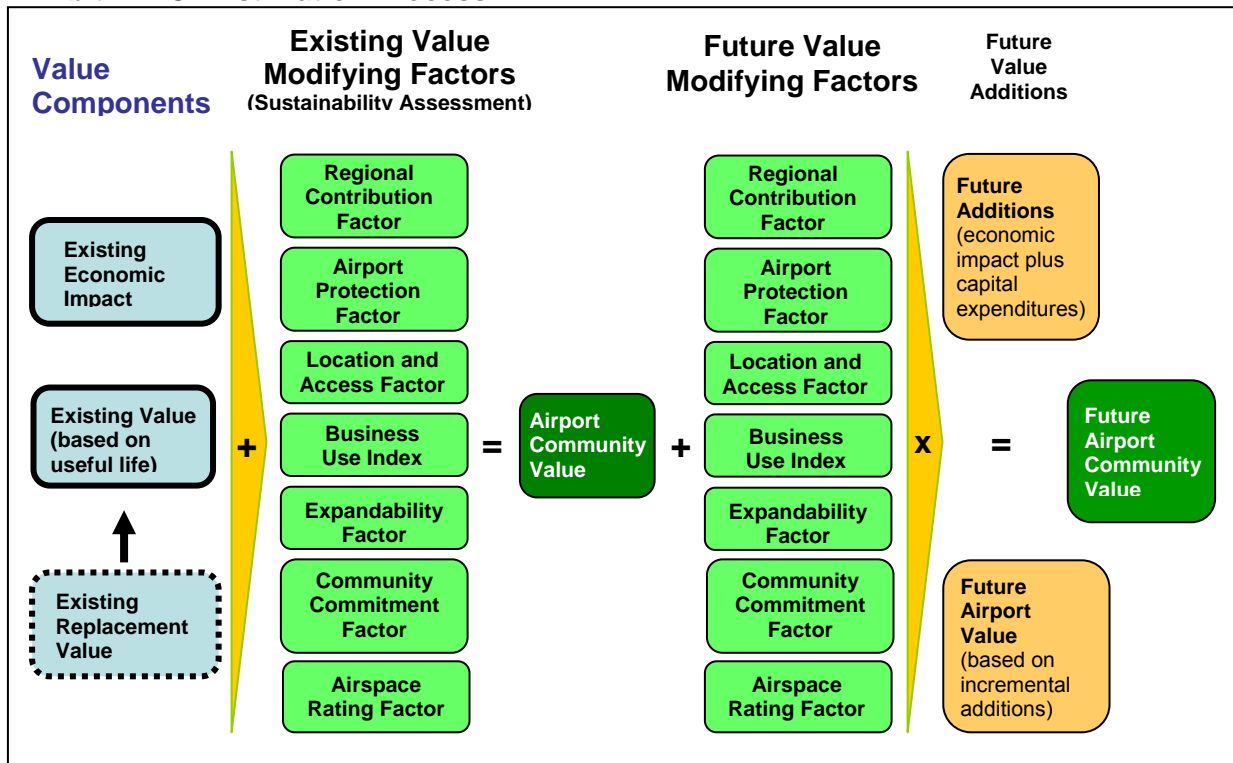 Value
Components
Existing Value
Modifying Factors
(Sustainability Assessment)
Future Value
Modifying Factors
Future
Value
Additions
Existing
Economic
Impact
Existing Value
(based on
useful life)
Existing
Replacement
Value
+
Regional
Contribution
Factor
Airport
Protection
Factor
Location and
Access Factor
Business
Use Index
Expandability
Factor
Community
Commitment
Factor
Airspace
Rating Factor
=
Airport
Community
Value
+
Regional
Contribution
Factor
Airport
Protection
Factor
Location and
Access Factor
Business
Use Index
Expandability
Factor
Community
Commitment
Factor
Airspace
Rating Factor
x
Future
Additions
(economic
impact plus
capital
expenditures)
=
Future
Airport
Value
(based on
incremental
additions)
Future
Airport
Community
Value